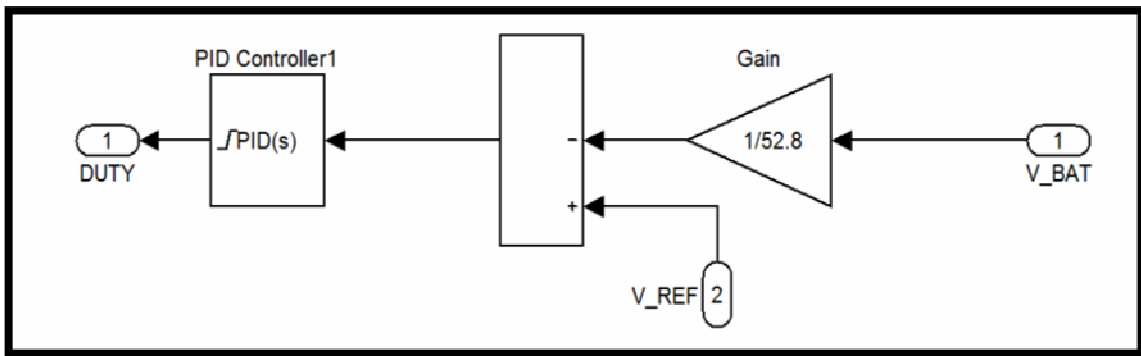 PID Controller1
Gain
1
DUTY
PID(s)
−
+
1/52.8
1
V_BAT
V_REF
2